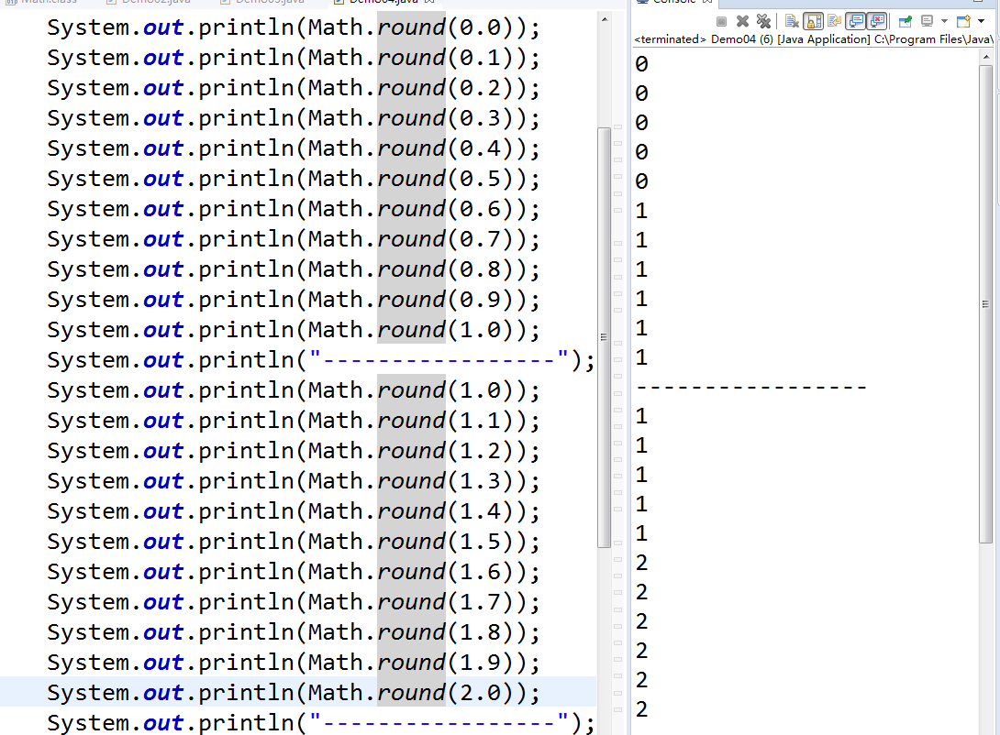 Math.class Demo02.java Demo03.java Demo04.java
System.out.println(Math.round(0.0));
System.out.println(Math.round(0.1));
System.out.println(Math.round(0.2));
System.out.println(Math.round(0.3));
System.out.println(Math.round(0.4));
System.out.println(Math.round(0.5));
System.out.println(Math.round(0.6));
System.out.println(Math.round(0.7));
System.out.println(Math.round(0.8));
System.out.println(Math.round(0.9));
System.out.println(Math.round(1.0));
System.out.println("-----------------");
System.out.println(Math.round(1.0));
System.out.println(Math.round(1.1));
System.out.println(Math.round(1.2));
System.out.println(Math.round(1.3));
System.out.println(Math.round(1.4));
System.out.println(Math.round(1.5));
System.out.println(Math.round(1.6));
System.out.println(Math.round(1.7));
System.out.println(Math.round(1.8));
System.out.println(Math.round(1.9));
System.out.println(Math.round(2.0));
System.out.println("-----------------");
Console
<terminated> Demo04 (6) [Java Application] C:\Program Files\Java\
0
0
0
0
0
1
1
1
1
1
1
-----------------
1
1
1
1
1
2
2
2
2
2
2